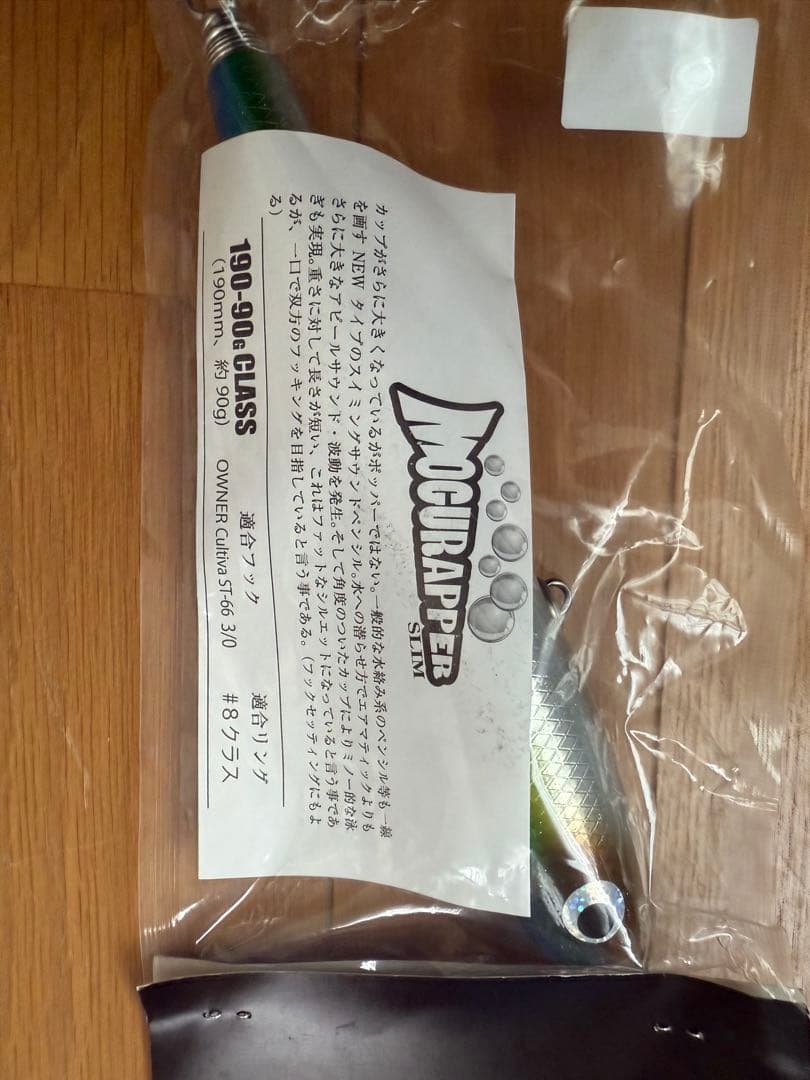 MOGURAPPER
SLIM
カップがさらに大きくなっているがポッパーではない。一般的な水絡み系のペンシル等も一線
を画す NEW タイプのスイミングサウンドペンシル。水への潜らせ方でエアマティックよりも
さらに大きなアピールサウンド・波動を発生。そして角度のついたカップによりミノー的な泳
ぎも実現。重さに対して長さが短い、これはファットなシルエットになっていると言う事であ
るが、一口で双方のフッキングを目指していると言う事である。（フックセッティングにもよ
る）
190-90G CLASS
（190mm、約 90g）
適合フック
OWNER Cultiva ST-66 3/0
適合リング
#8クラス